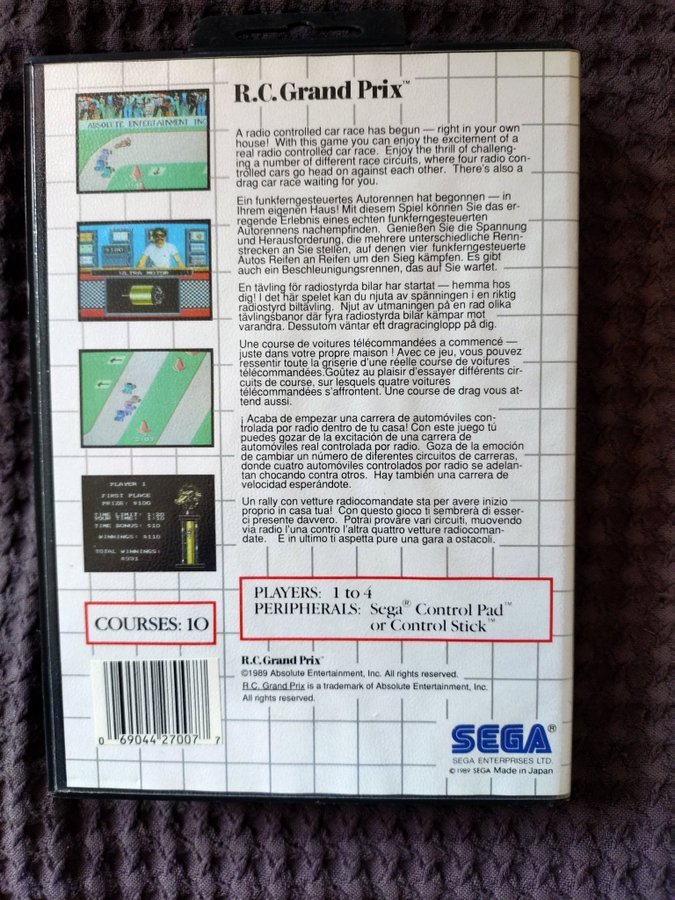 R.C. Grand Prix™
A radio controlled car race has begun — right in your own
house! With this game you can enjoy the excitement of a
real radio controlled car race. Enjoy the thrill of challeng-
ing a number of different race circuits, where four radio con-
trolled cars go head on against each other. There's also a
drag car race waiting for you.
Ein funkferngesteuertes Autorennen hat begonnen — in
Ihrem eigenen Haus! Mit diesem Spiel können Sie das er-
regende Erlebnis eines echten funkferngesteuerten
Autorennens nachempfinden. Genießen Sie die Spannung
und Herausforderung, die mehrere unterschiedliche Renn-
strecken an Sie stellen, auf denen vier funkferngesteuerte
Autos Reifen an Reifen um den Sieg kämpfen. Es gibt
auch ein Beschleunigungsrennen, das auf Sie wartet.
En tävling för radiostyrda bilar har startat — hemma hos
dig! I det här spelet kan du njuta av spänningen i en riktig
radiostyrd biltävling. Njut av utmaningen på en rad olika
tävlingsbanor där fyra radiostyrda bilar kämpar mot
varandra. Dessutom väntar ett dragracinglopp på dig.
Une course de voitures télécommandées a commencé —
juste dans votre propre maison ! Avec ce jeu, vous pouvez
ressentir toute la griserie d'une réelle course de voitures
télécommandées.Goûtez au plaisir d'essayer différents cir-
cuits de course, sur lesquels quatre voitures
télécommandées s'affrontent. Une course de drag vous at-
tend aussi.
¡ Acaba de empezar una carrera de automóviles con-
trolada por radio dentro de tu casa! Con este juego tú
puedes gozar de la excitación de una carrera de
automóviles real controlada por radio. Goza de la emoción
de cambiar un número de diferentes circuitos de carreras,
donde cuatro automóviles controlados por radio se adelan-
tan chocando contra otros. Hay también una carrera de
velocidad esperándote.
Un rally con vetture radiocomandate sta per avere inizio
proprio in casa tua! Con questo gioco ti sembrerà di esser-
ci presente davvero. Potrai provare vari circuiti, muovendo
via radio l'una contro l'altra quattro vetture radiocoman-
date. E in ultimo ti aspetta pure una gara a ostacoli.
ABSOLUTE ENTERTAINMENT INC
ULTRA MOTOR
PLAYER 1
FIRST PLACE
PRIZE: $100
TIME LIMIT: 1:20
YOUR TIME: 1:10
TIME BONUS: $10
WINNINGS: $110
TOTAL WINNINGS:
COURSES: 10
PLAYERS: 1 to 4
PERIPHERALS: Sega® Control Pad™
or Control Stick™
R.C. Grand Prix™
©1989 Absolute Entertainment, Inc. All rights reserved.
R.C. Grand Prix is a trademark of Absolute Entertainment, Inc.
All rights reserved.
0 69044 27007 7
SEGA®
SEGA ENTERPRISES LTD.
© 1989 SEGA Made in Japan